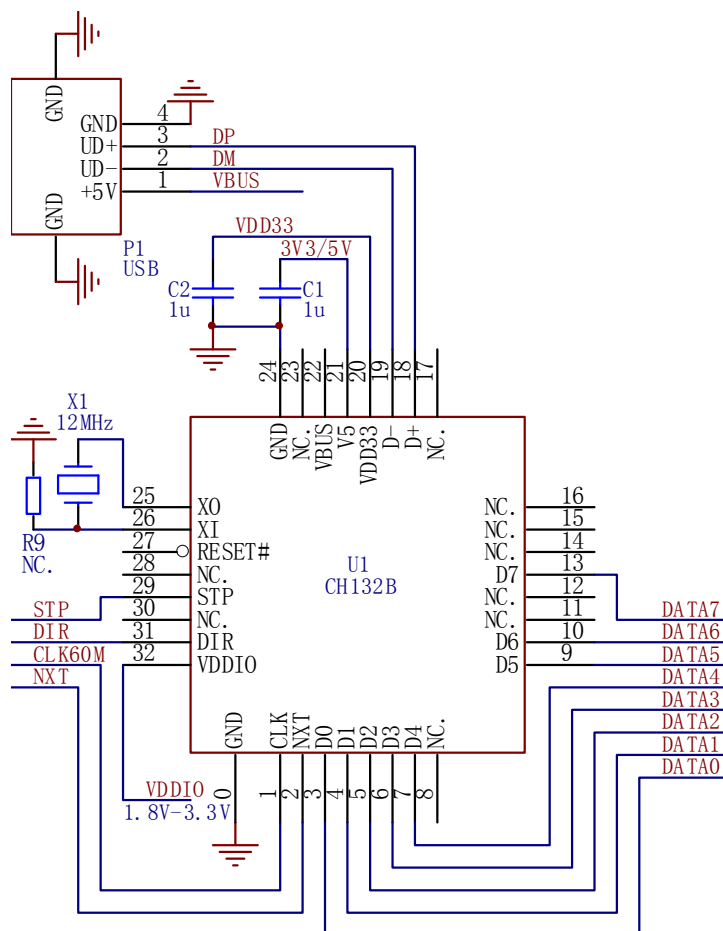 GND
GND 4
UD+ 3 DP
UD- 2 DM
+5V 1 VBUS
GND
P1
USB
VDD33
3V3/5V
C2
1u
C1
1u
24 23 22 21 20 19 18 17
GND NC. VBUS V5 VDD33 D- D+ NC.
X1
12MHz
R9
NC.
25 XO
26 XI
27 RESET#
28 NC.
29 STP
30 NC.
31 DIR
32 VDDIO
STP
DIR
CLK60M
NXT
U1
CH132B
NC. 16
NC. 15
NC. 14
D7 13
NC. 12
NC. 11
D6 10
D5 9
DATA7
DATA6
DATA5
DATA4
DATA3
DATA2
DATA1
DATA0
GND CLK NXT D0 D1 D2 D3 D4 NC.
0 1 2 3 4 5 6 7 8
VDDIO
1.8V-3.3V